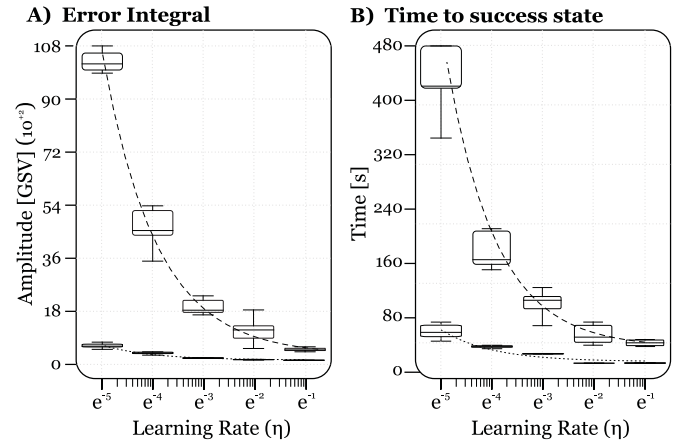 A) Error Integral
B) Time to success state
Amplitude [GSV] (10⁺²)
108
90
72
54
36
18
0
e⁻⁵ e⁻⁴ e⁻³ e⁻² e⁻¹
Learning Rate (η)
Time [s]
480
400
320
240
160
80
0
e⁻⁵ e⁻⁴ e⁻³ e⁻² e⁻¹
Learning Rate (η)